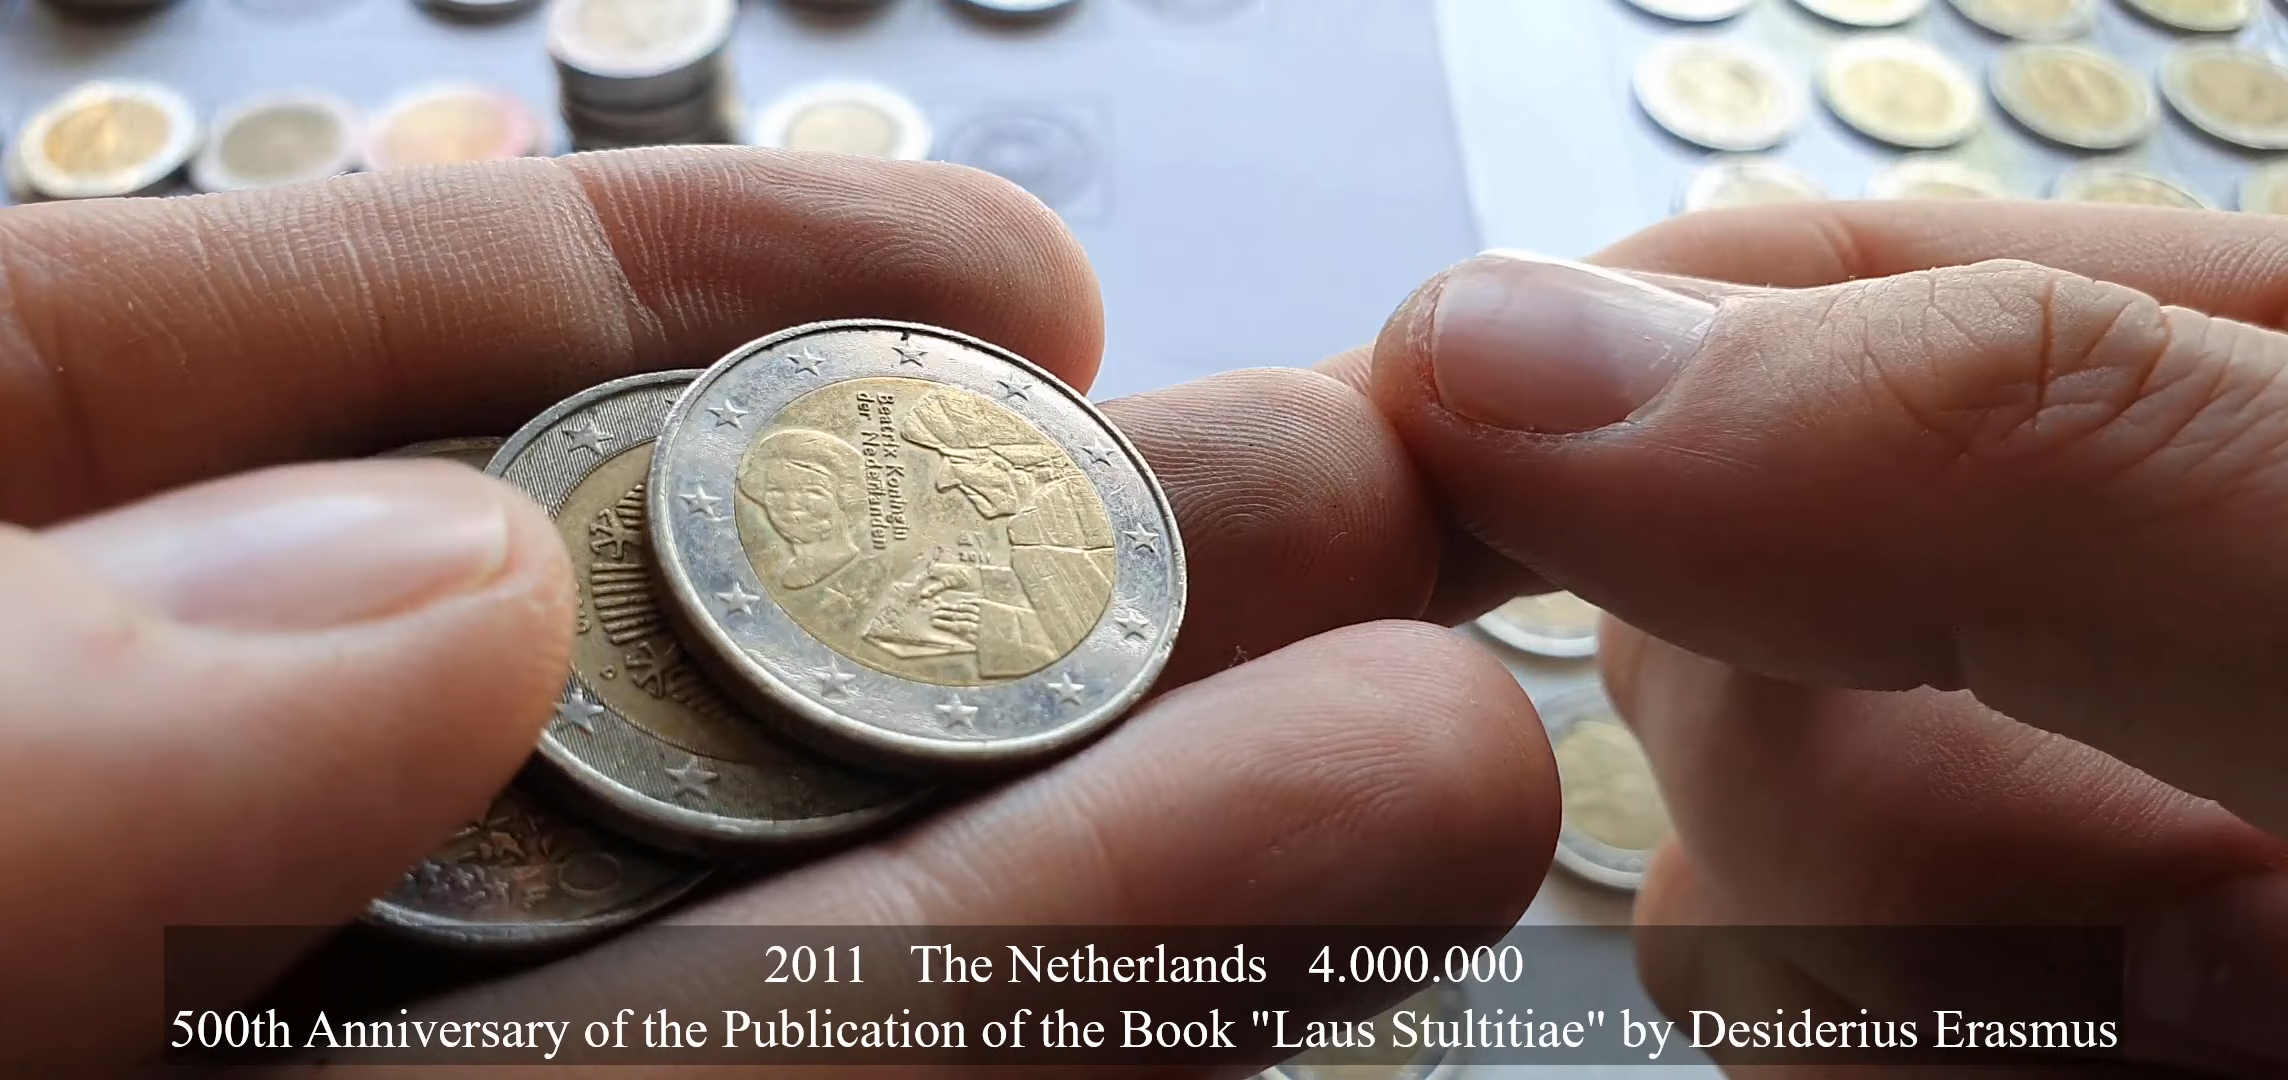 Beatrix Koningin
der Nederlanden
2011 The Netherlands 4.000.000
500th Anniversary of the Publication of the Book "Laus Stultitiae" by Desiderius Erasmus